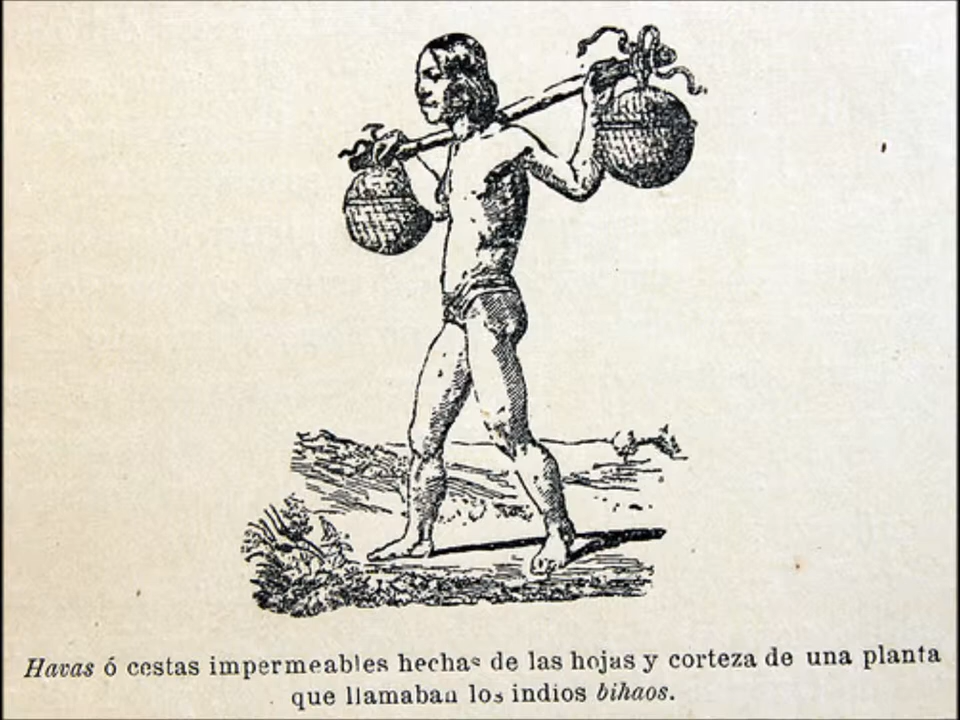 Havas ó cestas impermeables hechas de las hojas y corteza de una planta
que llamaban los indios bihaos.